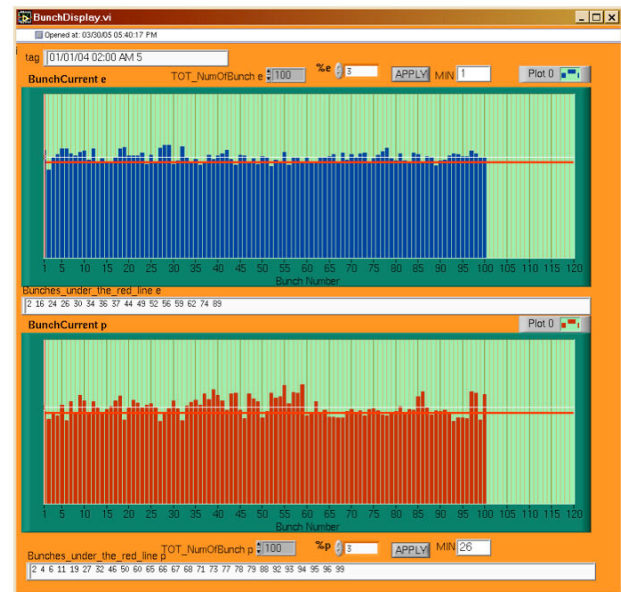 BunchDisplay.vi
Opened at: 03/30/05 05:40:17 PM
tag 01/01/04 02:00 AM 5
BunchCurrent e TOT_NumOfBunch e 100 %e 3 APPLY MIN 1 Plot 0
1 5 10 15 20 25 30 35 40 45 50 55 60 65 70 75 80 85 90 95 100 105 110 115 120
Bunch Number
Bunches_under_the_red_line e
2 16 24 26 30 34 36 37 44 49 52 56 59 62 74 89
BunchCurrent p Plot 0
1 5 10 15 20 25 30 35 40 45 50 55 60 65 70 75 80 85 90 95 100 105 110 115 120
Bunch Number
TOT_NumOfBunch p 100 %p 3 APPLY MIN 26
Bunches_under_the_red_line p
2 4 6 11 19 27 32 46 50 60 65 66 67 68 71 73 77 78 79 88 92 93 94 95 96 99